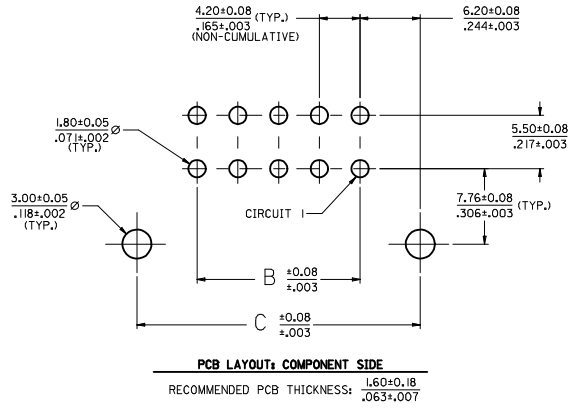 4.20±0.08 (TYP.)
.165±.003
(NON-CUMULATIVE)
6.20±0.08
.244±.003
1.80±0.05 Ø
.071±.002
(TYP.)
5.50±0.08
.217±.003
3.00±0.05 Ø
.118±.002
(TYP.)
CIRCUIT 1
7.76±0.08 (TYP.)
.306±.003
B ±0.08
±.003
C ±0.08
±.003
PCB LAYOUT: COMPONENT SIDE
RECOMMENDED PCB THICKNESS: 1.60±0.18
.063±.007